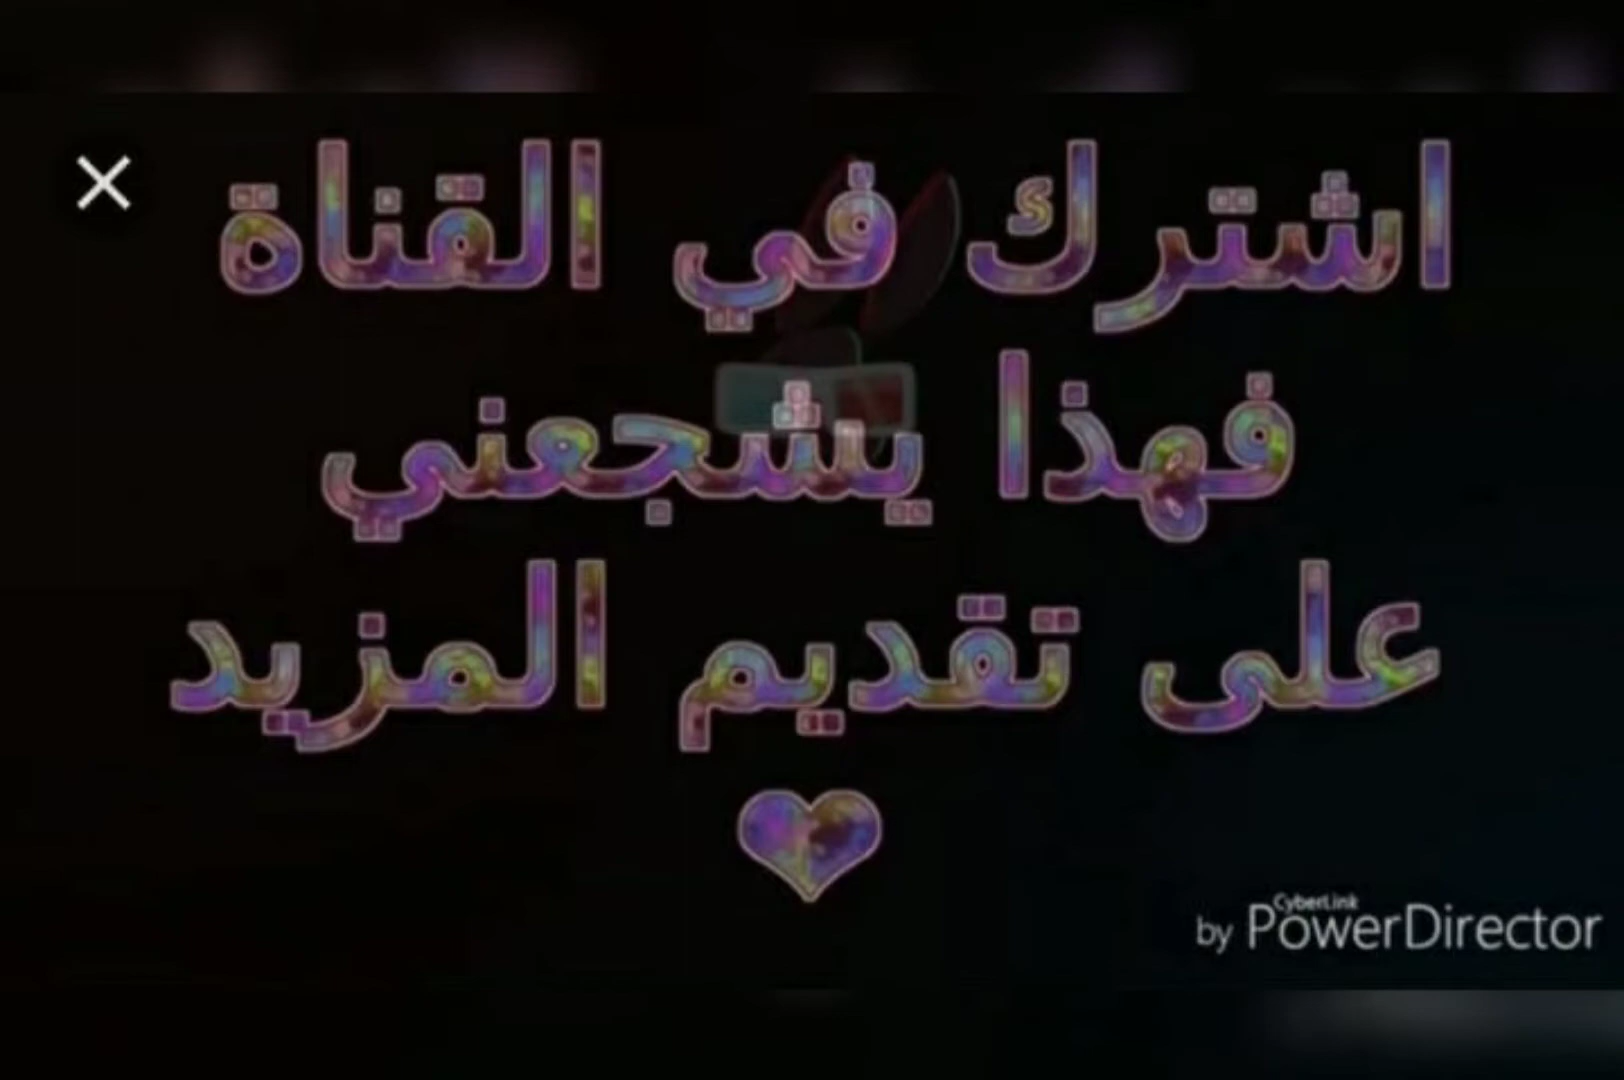 اشترك في القناة
فهذا يشجعني
على تقديم المزيد
♥
by CyberLink PowerDirector